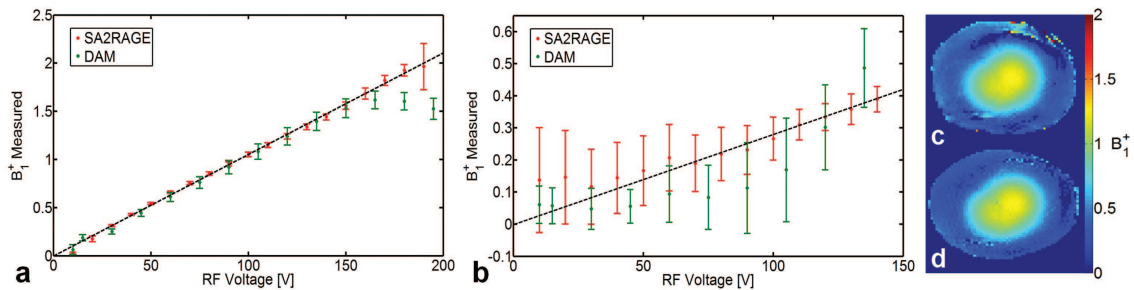 2.5
2
1.5
1
0.5
0
B1+ Measured
SA2RAGE
DAM
0
50
100
150
200
RF Voltage [V]
a
0.6
0.5
0.4
0.3
0.2
0.1
0
-0.1
B1+ Measured
SA2RAGE
DAM
0
50
100
150
RF Voltage [V]
b
c
d
2
1.5
1
0.5
0
B1+